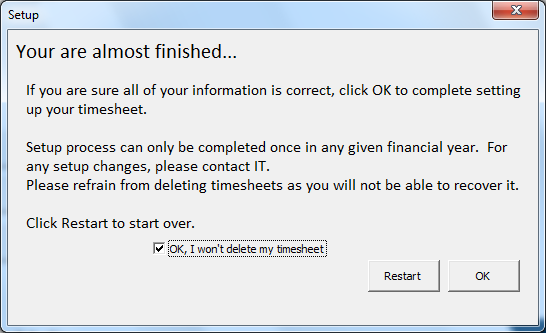 Setup
Your are almost finished...
If you are sure all of your information is correct, click OK to complete setting
up your timesheet.
Setup process can only be completed once in any given financial year.  For
any setup changes, please contact IT.
Please refrain from deleting timesheets as you will not be able to recover it.
Click Restart to start over.
OK, I won't delete my timesheet
Restart
OK